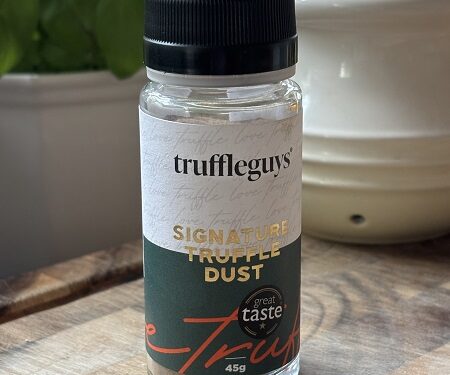 truffleguys®
SIGNATURE
TRUFFLE
DUST
great
taste
45g